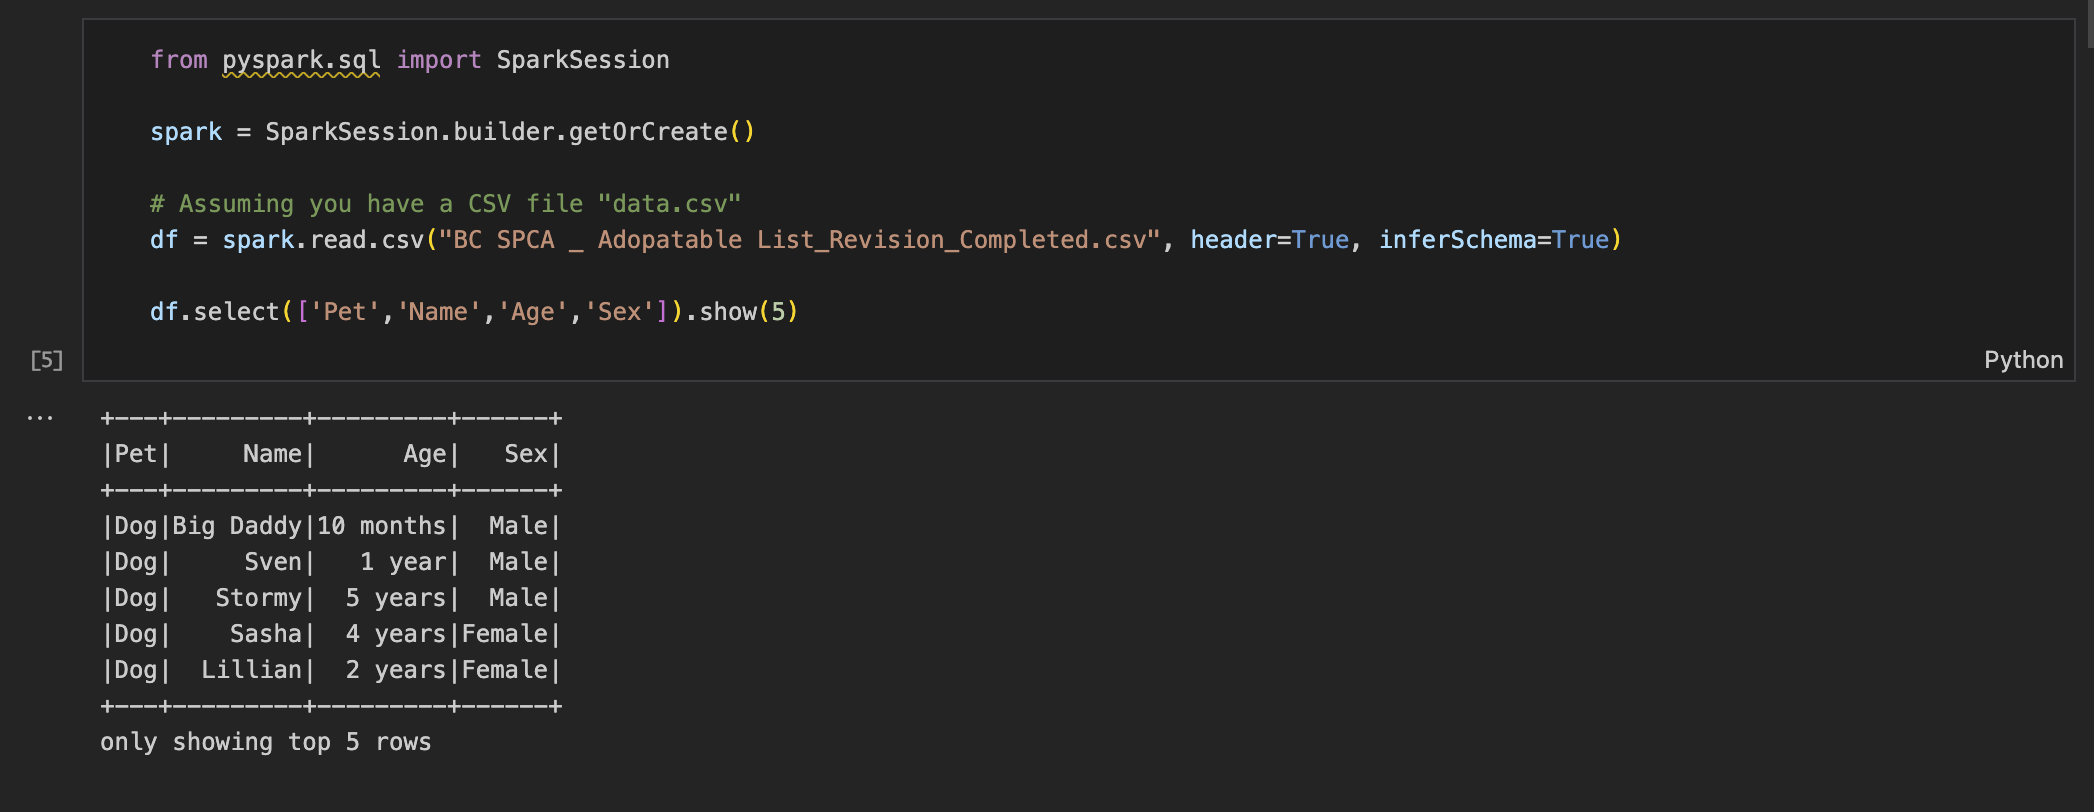 from pyspark.sql import SparkSession
spark = SparkSession.builder.getOrCreate()
# Assuming you have a CSV file "data.csv"
df = spark.read.csv("BC SPCA _ Adopatable List_Revision_Completed.csv", header=True, inferSchema=True)
df.select(['Pet','Name','Age','Sex']).show(5)
[5]
Python
...
+---+---------+---------+------+
|Pet|     Name|      Age|   Sex|
+---+---------+---------+------+
|Dog|Big Daddy|10 months|  Male|
|Dog|     Sven|   1 year|  Male|
|Dog|   Stormy|  5 years|  Male|
|Dog|    Sasha|  4 years|Female|
|Dog|  Lillian|  2 years|Female|
+---+---------+---------+------+
only showing top 5 rows